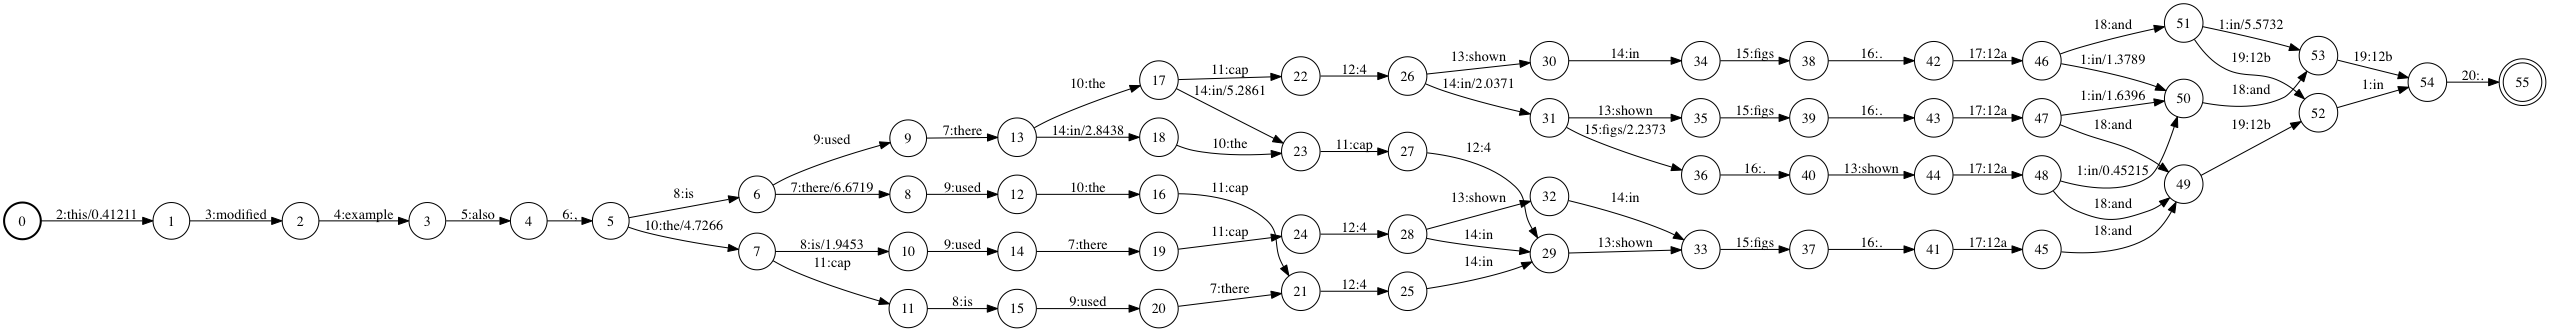 0 2:this/0.41211 1 3:modified 2 4:example 3 5:also 4 6:, 5
8:is 6 9:used 9 7:there 13 10:the 17 11:cap 22 12:4 26 13:shown 30 14:in 34 15:figs 38 16:. 42 17:12a 46 18:and 51 1:in/5.5732 53 19:12b 54 20:. 55
14:in/5.2861
14:in/2.0371 31 13:shown 35 15:figs 39 16:. 43 17:12a 47 1:in/1.6396 50 18:and
1:in/1.3789
19:12b 52 1:in
14:in/2.8438 18 10:the 23 11:cap 27 12:4
15:figs/2.2373 36 16:. 40 13:shown 44 17:12a 48 1:in/0.45215
18:and 49 19:12b
18:and
7:there/6.6719 8 9:used 12 10:the 16 11:cap
10:the/4.7266 7 8:is/1.9453 10 9:used 14 7:there 19 11:cap 24 12:4 28 13:shown 32 14:in
14:in 29 13:shown 33 15:figs 37 16:. 41 17:12a 45 18:and
11:cap 11 8:is 15 9:used 20 7:there 21 12:4 25 14:in